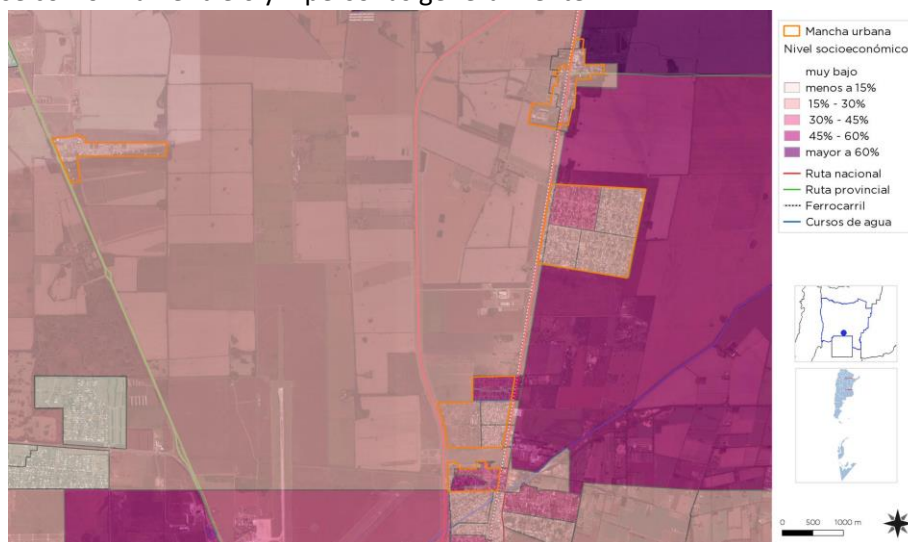 Mancha urbana
Nivel socioeconómico
muy bajo
menos a 15%
15% - 30%
30% - 45%
45% - 60%
mayor a 60%
Ruta nacional
Ruta provincial
Ferrocarril
Cursos de agua
0 500 1000 m